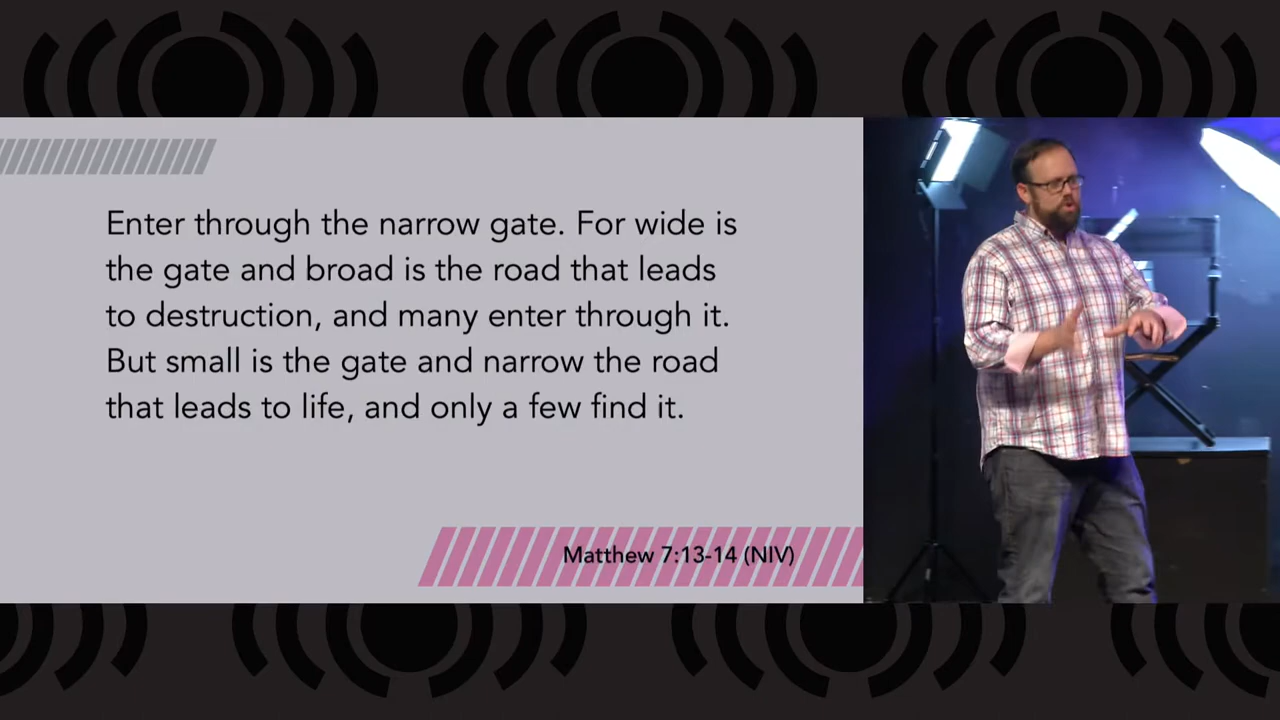 Enter through the narrow gate. For wide is
the gate and broad is the road that leads
to destruction, and many enter through it.
But small is the gate and narrow the road
that leads to life, and only a few find it.
Matthew 7:13-14 (NIV)